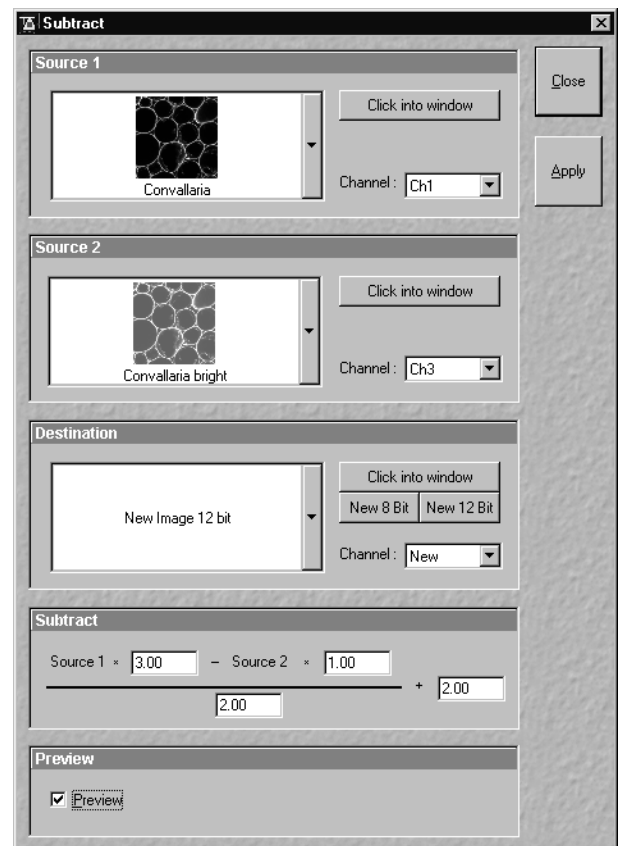 Subtract
Source 1
Close
Click into window
Convallaria
Channel : Ch1
Apply
Source 2
Click into window
Convallaria bright
Channel : Ch3
Destination
Click into window
New Image 12 bit
New 8 Bit New 12 Bit
Channel : New
Subtract
Source 1 × 3.00 – Source 2 × 1.00
+ 2.00
2.00
Preview
Preview